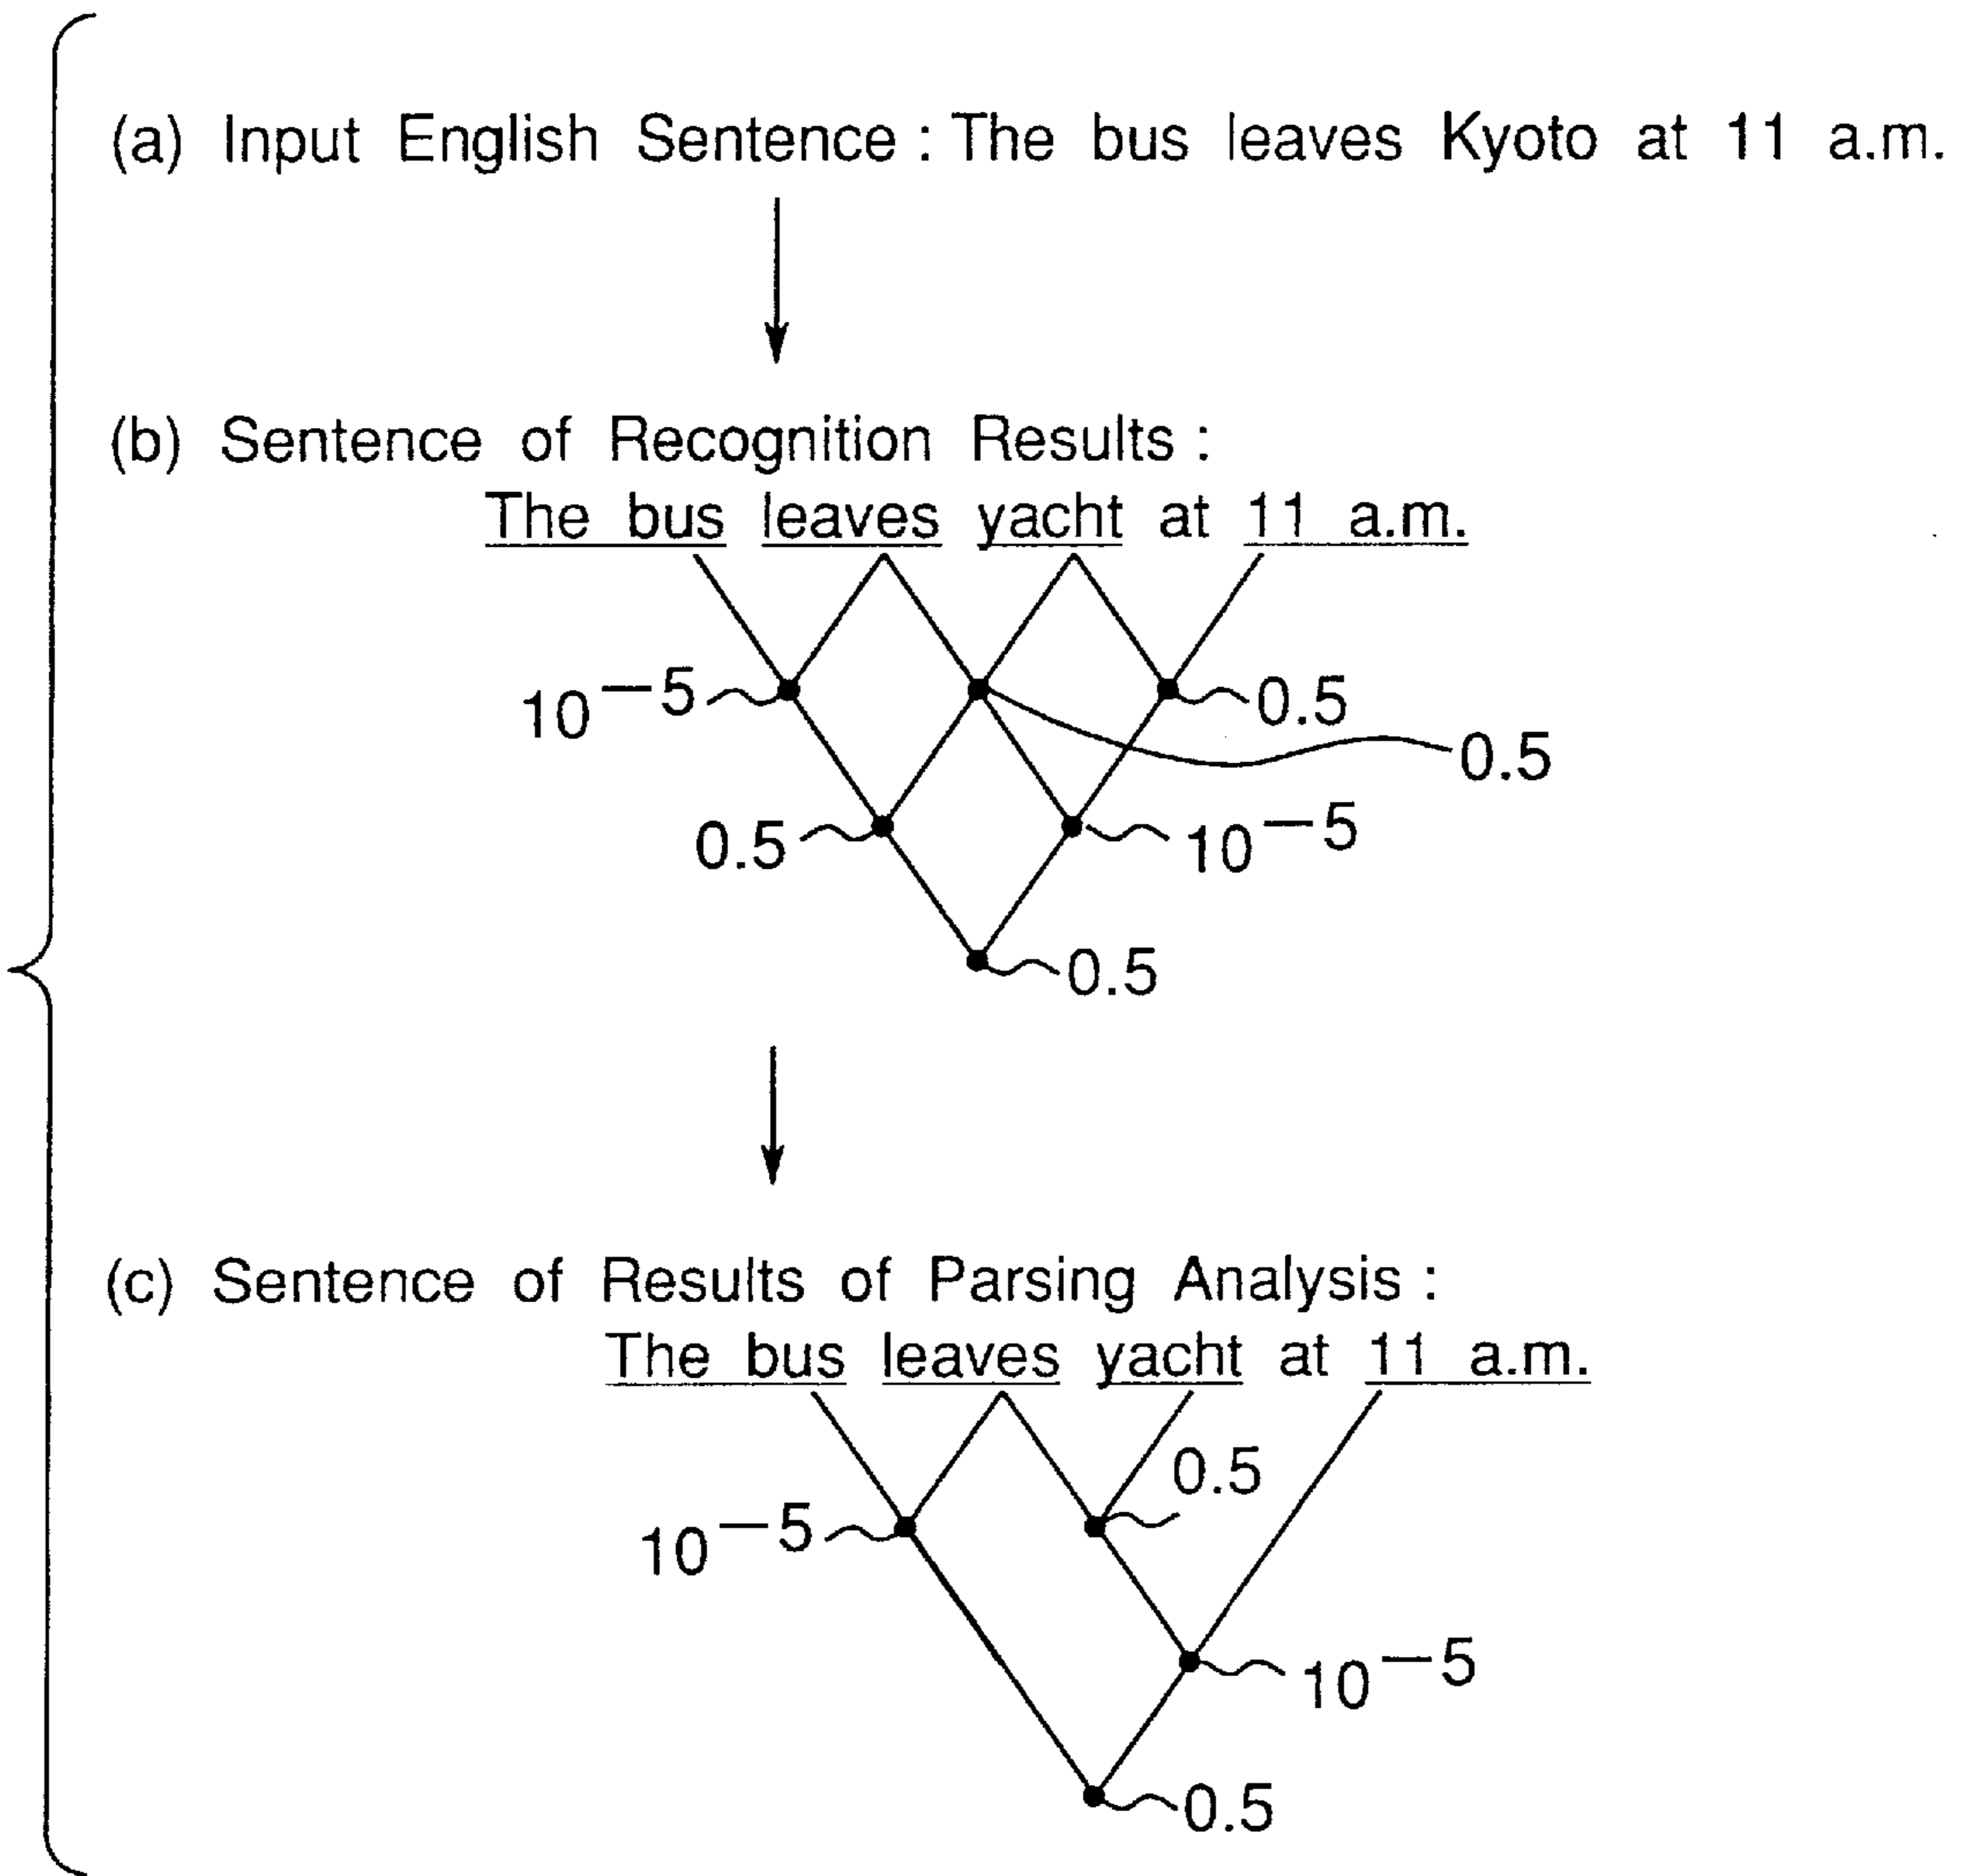 (a) Input English Sentence : The bus leaves Kyoto at 11 a.m.
(b) Sentence of Recognition Results :
The bus leaves yacht at 11 a.m.
10−5
0.5
0.5
0.5
10−5
0.5
(c) Sentence of Results of Parsing Analysis :
The bus leaves yacht at 11 a.m.
0.5
10−5
10−5
0.5